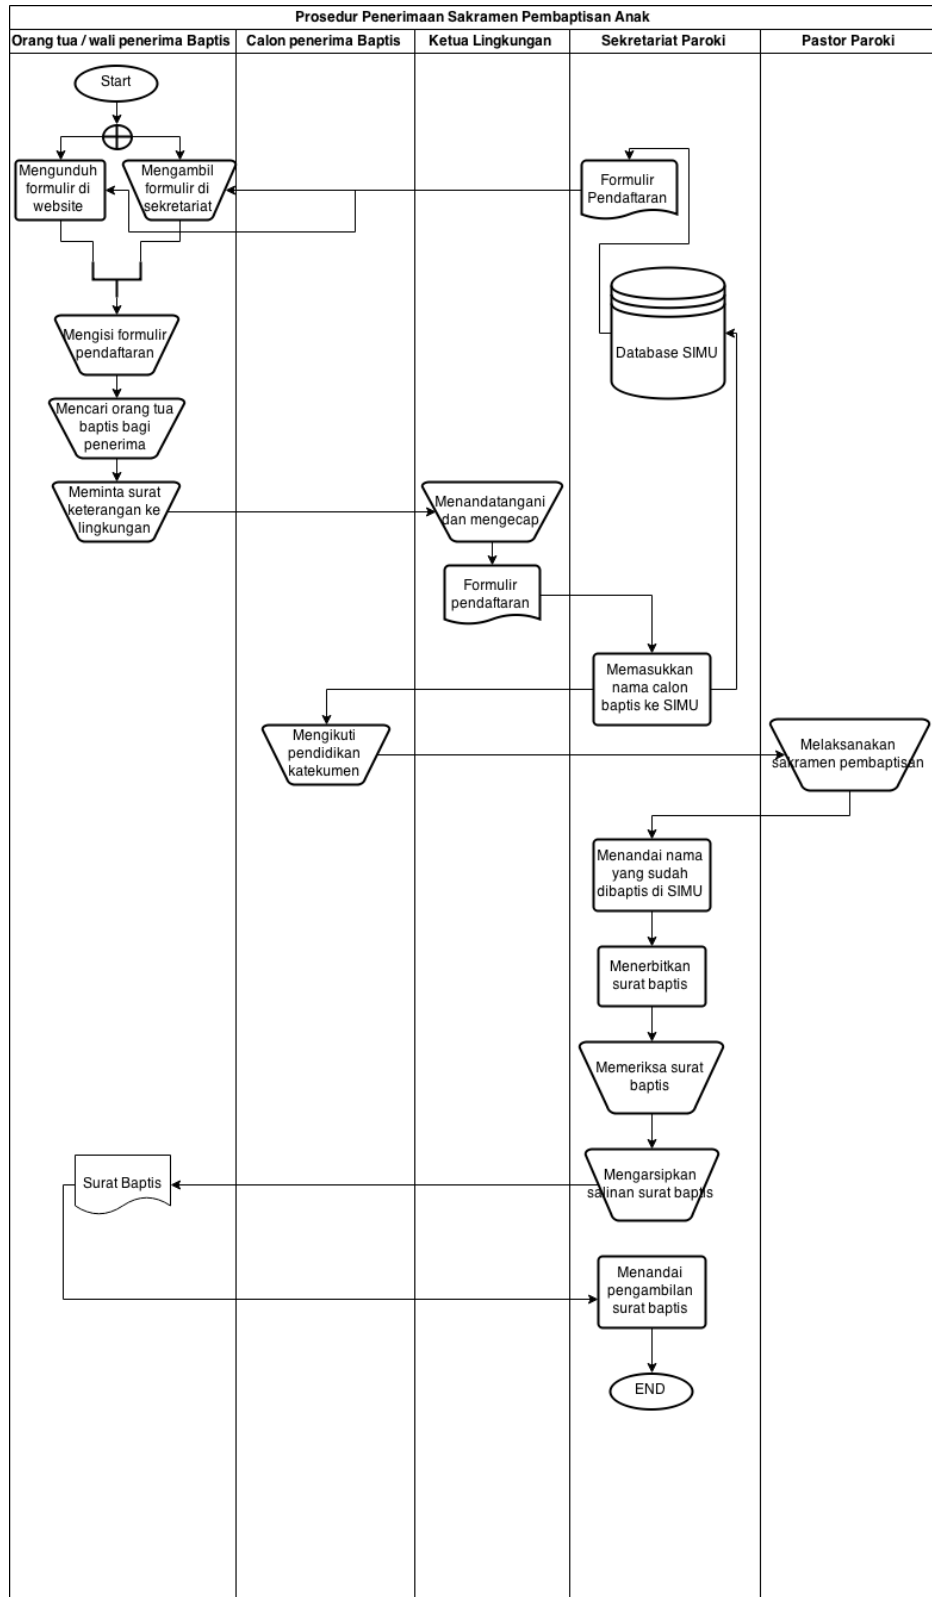 Prosedur Penerimaan Sakramen Pembaptisan Anak
Orang tua / wali penerima Baptis
Calon penerima Baptis
Ketua Lingkungan
Sekretariat Paroki
Pastor Paroki
Start
Mengunduh
formulir di
website
Mengambil
formulir di
sekretariat
Formulir
Pendaftaran
Database SIMU
Mengisi formulir
pendaftaran
Mencari orang tua
baptis bagi
penerima
Meminta surat
keterangan ke
lingkungan
Menandatangani
dan mengecap
Formulir
pendaftaran
Memasukkan
nama calon
baptis ke SIMU
Mengikuti
pendidikan
katekumen
Melaksanakan
sakramen pembaptisan
Menandai nama
yang sudah
dibaptis di SIMU
Menerbitkan
surat baptis
Memeriksa surat
baptis
Mengarsipkan
salinan surat baptis
Surat Baptis
Menandai
pengambilan
surat baptis
END